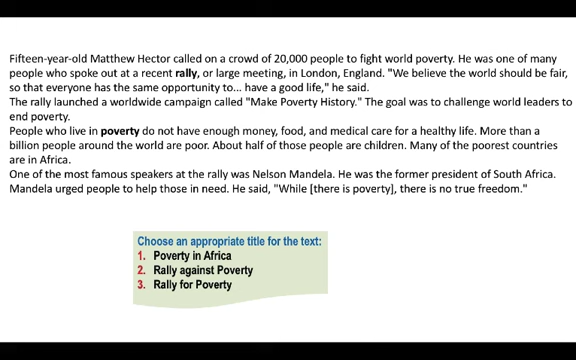 Fifteen-year-old Matthew Hector called on a crowd of 20,000 people to fight world poverty. He was one of many
people who spoke out at a recent rally, or large meeting, in London, England. "We believe the world should be fair,
so that everyone has the same opportunity to... have a good life," he said.
The rally launched a worldwide campaign called "Make Poverty History." The goal was to challenge world leaders to
end poverty.
People who live in poverty do not have enough money, food, and medical care for a healthy life. More than a
billion people around the world are poor. About half of those people are children. Many of the poorest countries
are in Africa.
One of the most famous speakers at the rally was Nelson Mandela. He was the former president of South Africa.
Mandela urged people to help those in need. He said, "While [there is poverty], there is no true freedom."
Choose an appropriate title for the text:
1. Poverty in Africa
2. Rally against Poverty
3. Rally for Poverty